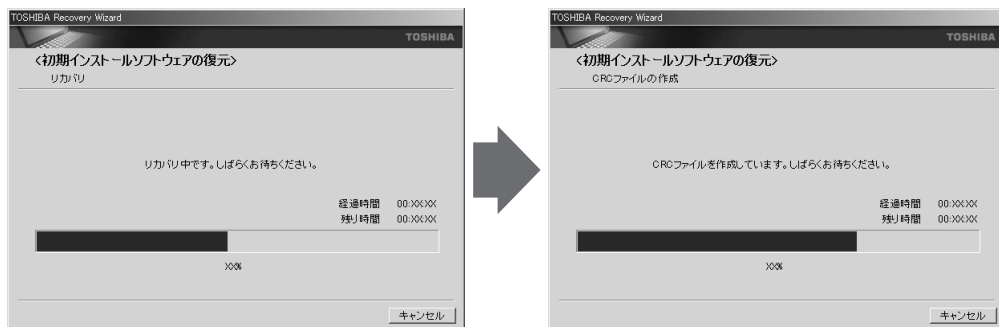 TOSHIBA Recovery Wizard
TOSHIBA
<初期インストールソフトウェアの復元>
リカバリ
リカバリ中です。しばらくお待ちください。
経過時間 00:XX:XX
残り時間 00:XX:XX
XX%
キャンセル
TOSHIBA Recovery Wizard
TOSHIBA
<初期インストールソフトウェアの復元>
CRCファイルの作成
CRCファイルを作成しています。しばらくお待ちください。
経過時間 00:XX:XX
残り時間 00:XX:XX
XX%
キャンセル